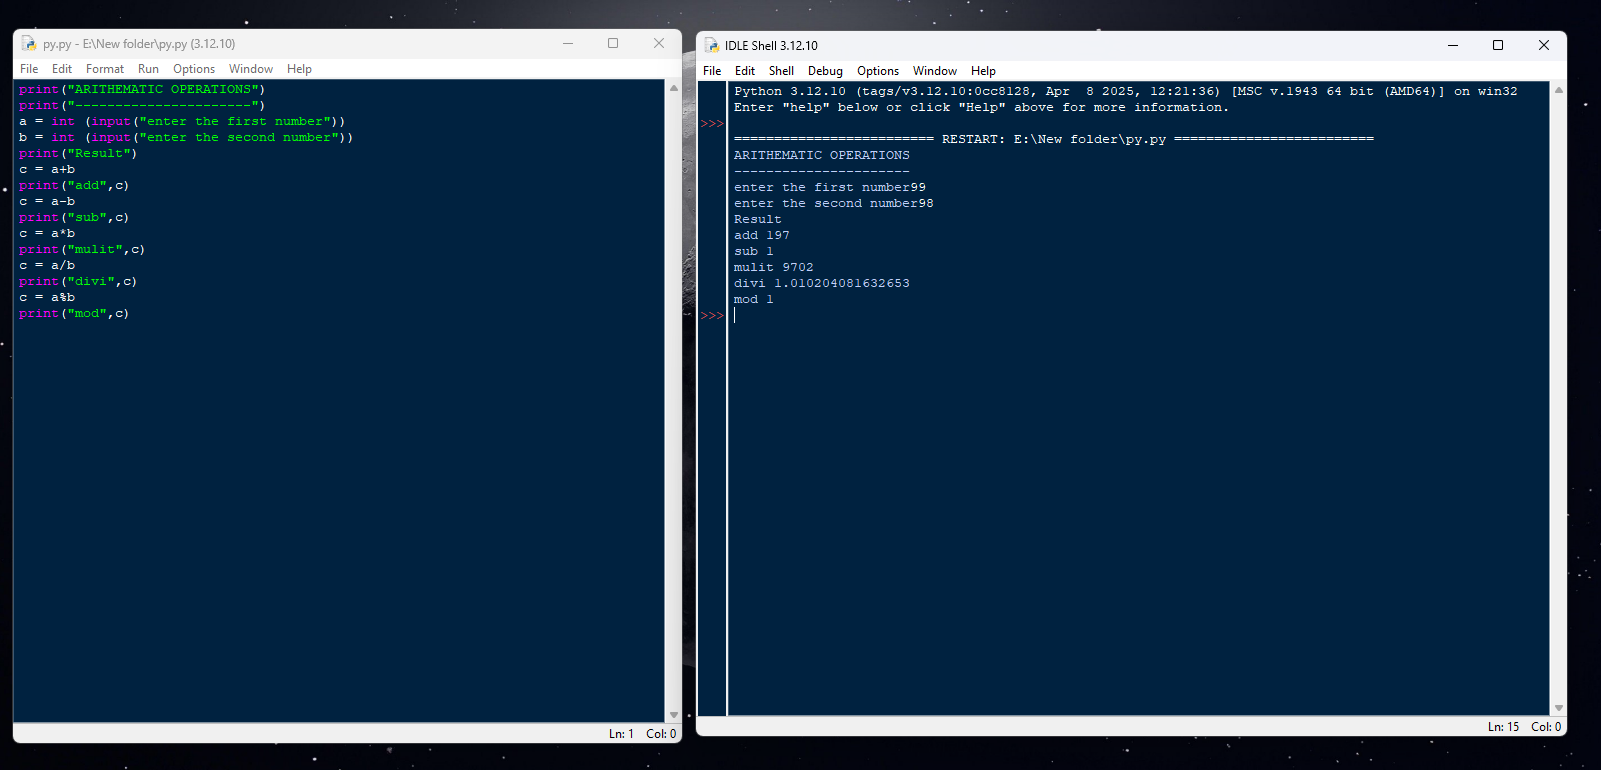 py.py - E:\New folder\py.py (3.12.10)
File Edit Format Run Options Window Help
print("ARITHEMATIC OPERATIONS")
print("----------------------")
a = int (input("enter the first number"))
b = int (input("enter the second number"))
print("Result")
c = a+b
print("add",c)
c = a-b
print("sub",c)
c = a*b
print("mulit",c)
c = a/b
print("divi",c)
c = a%b
print("mod",c)
Ln: 1 Col: 0
IDLE Shell 3.12.10
File Edit Shell Debug Options Window Help
Python 3.12.10 (tags/v3.12.10:0cc8128, Apr  8 2025, 12:21:36) [MSC v.1943 64 bit (AMD64)] on win32
Enter "help" below or click "Help" above for more information.
>>>
========================= RESTART: E:\New folder\py.py =========================
ARITHEMATIC OPERATIONS
----------------------
enter the first number99
enter the second number98
Result
add 197
sub 1
mulit 9702
divi 1.010204081632653
mod 1
>>>
Ln: 15 Col: 0